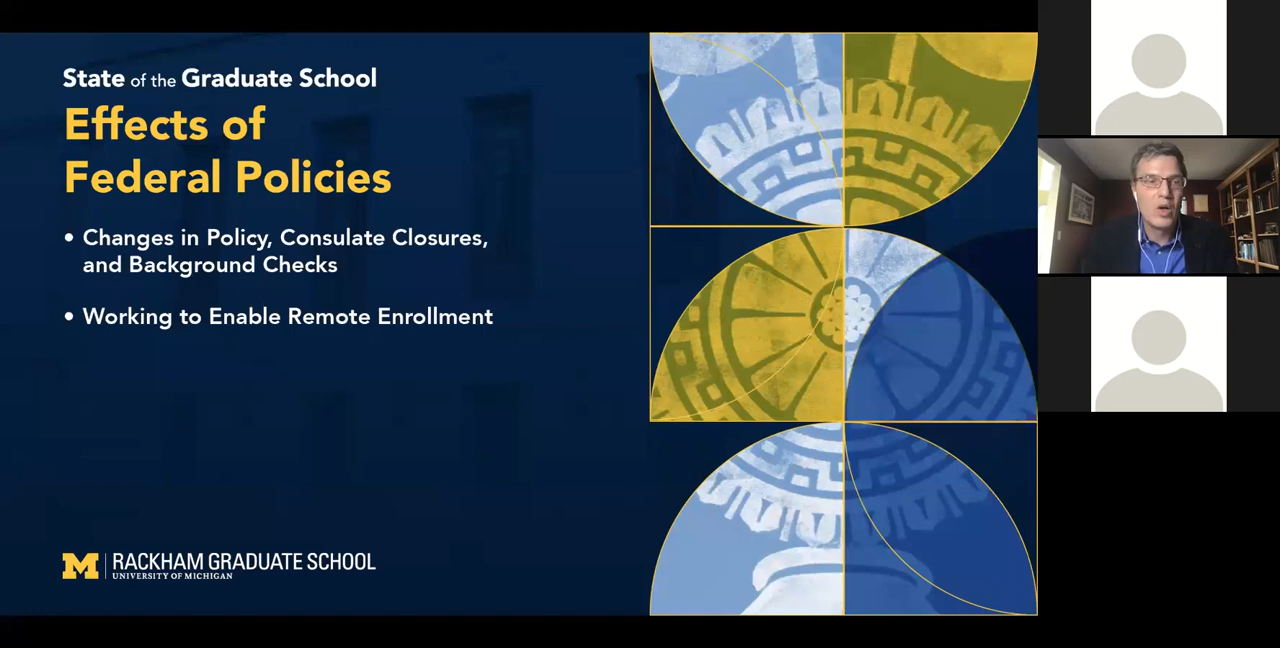 State of the Graduate School
Effects of
Federal Policies
• Changes in Policy, Consulate Closures,
and Background Checks
• Working to Enable Remote Enrollment
M RACKHAM GRADUATE SCHOOL
UNIVERSITY OF MICHIGAN